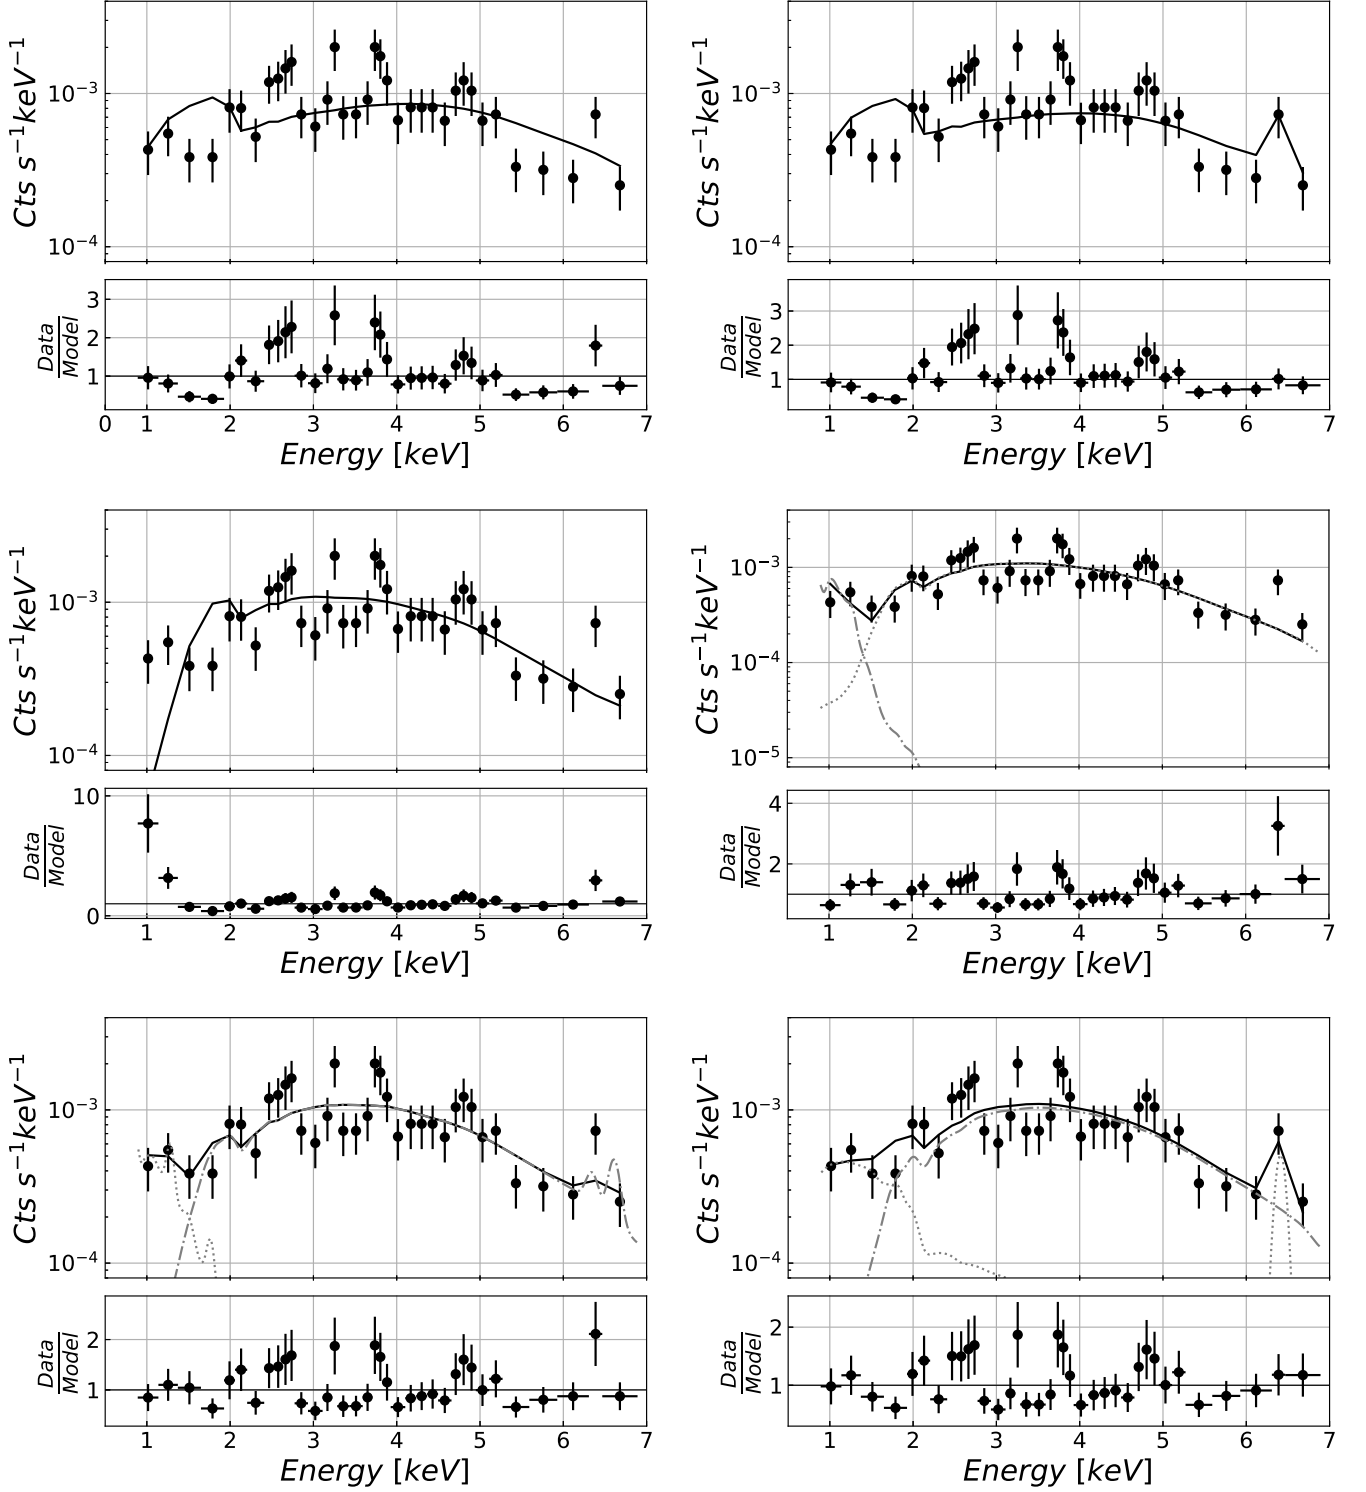 Cts s⁻¹keV⁻¹
10⁻³
10⁻⁴
Data
Model
3
2
1
0 1 2 3 4 5 6 7
Energy [keV]
Cts s⁻¹keV⁻¹
10⁻³
10⁻⁴
Data
Model
3
2
1
1 2 3 4 5 6 7
Energy [keV]
Cts s⁻¹keV⁻¹
10⁻³
10⁻⁴
Data
Model
10
0
1 2 3 4 5 6 7
Energy [keV]
Cts s⁻¹keV⁻¹
10⁻³
10⁻⁴
10⁻⁵
Data
Model
4
2
1 2 3 4 5 6 7
Energy [keV]
Cts s⁻¹keV⁻¹
10⁻³
10⁻⁴
Data
Model
2
1
1 2 3 4 5 6 7
Energy [keV]
Cts s⁻¹keV⁻¹
10⁻³
10⁻⁴
Data
Model
2
1
1 2 3 4 5 6 7
Energy [keV]